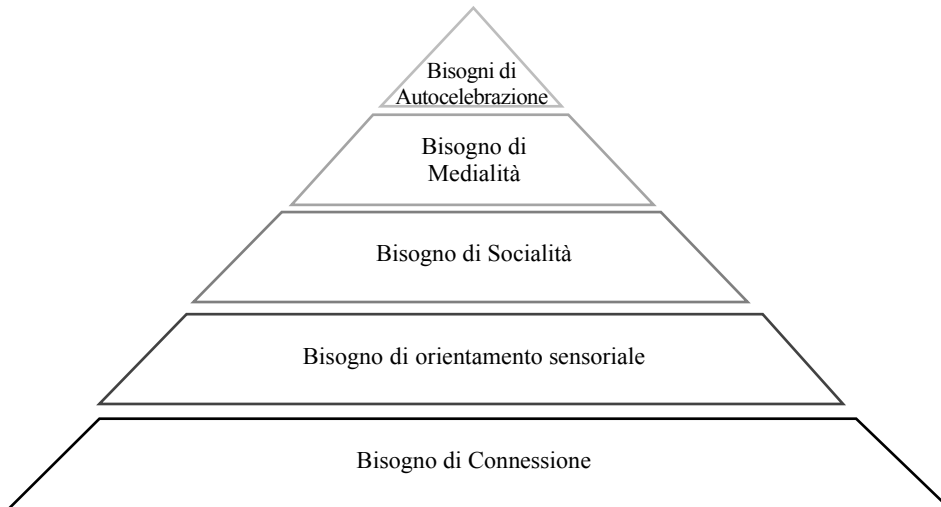 Bisogni di
Autocelebrazione
Bisogno di
Medialità
Bisogno di Socialità
Bisogno di orientamento sensoriale
Bisogno di Connessione